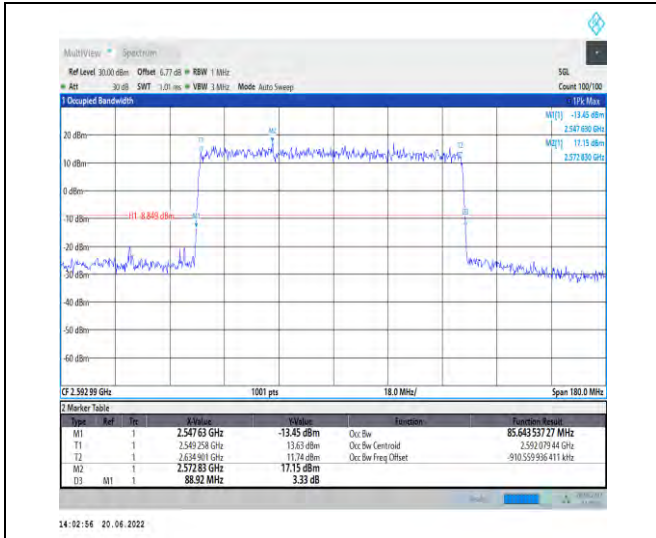 MultiView Spectrum
Ref Level 30.00 dBm Offset 6.77 dB RBW 1 MHz SGL
Att 30 dB SWT 1.01 ms VBW 3 MHz Mode Auto Sweep Count 100/100
1 Occupied Bandwidth 1Pk Max
M1[1] -13.45 dBm
2.547 630 GHz
M2[1] 17.15 dBm
2.572 830 GHz
20 dBm
M2
T1
T2
10 dBm
0 dBm
-10 dBm
H1 -8.849 dBm
M1
D3
-20 dBm
-30 dBm
-40 dBm
-50 dBm
-60 dBm
CF 2.592 99 GHz 1001 pts 18.0 MHz/ Span 180.0 MHz
2 Marker Table
Type Ref Trc X-Value Y-Value Function Function Result
M1 1 2.547 63 GHz -13.45 dBm Occ Bw 85.643 537 27 MHz
T1 1 2.549 258 GHz 13.63 dBm Occ Bw Centroid 2.592 079 44 GHz
T2 1 2.634 901 GHz 11.74 dBm Occ Bw Freq Offset -910.559 936 411 kHz
M2 1 2.572 83 GHz 17.15 dBm
D3 M1 1 88.92 MHz 3.33 dB
14:02:56 20.06.2022